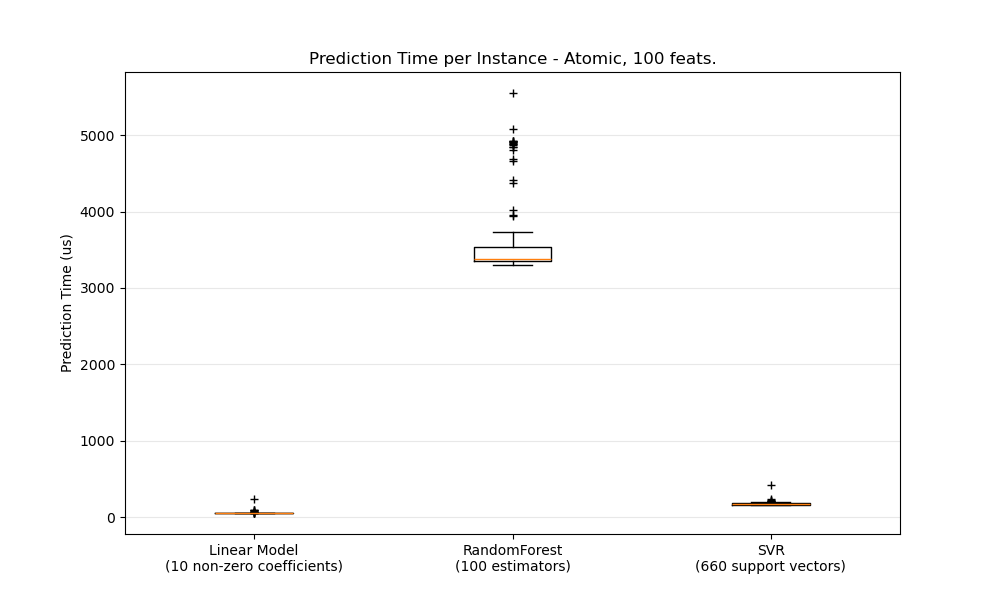 Prediction Time per Instance - Atomic, 100 feats.
Prediction Time (us)
5000
4000
3000
2000
1000
0
Linear Model
(10 non-zero coefficients)
RandomForest
(100 estimators)
SVR
(660 support vectors)